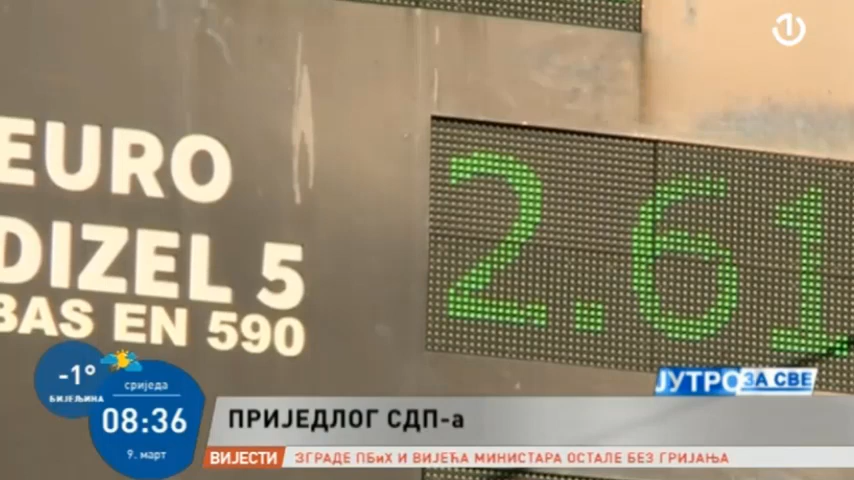 EURO
DIZEL 5
BAS EN 590
2.61
-1°
БИЈЕЉИНА
сриједа
08:36
9. март
ЈУТРО ЗА СВЕ
ПРИЈЕДЛОГ СДП-а
ВИЈЕСТИ ЗГРАДЕ ПБиХ И ВИЈЕЋА МИНИСТАРА ОСТАЛЕ БЕЗ ГРИЈАЊА
1